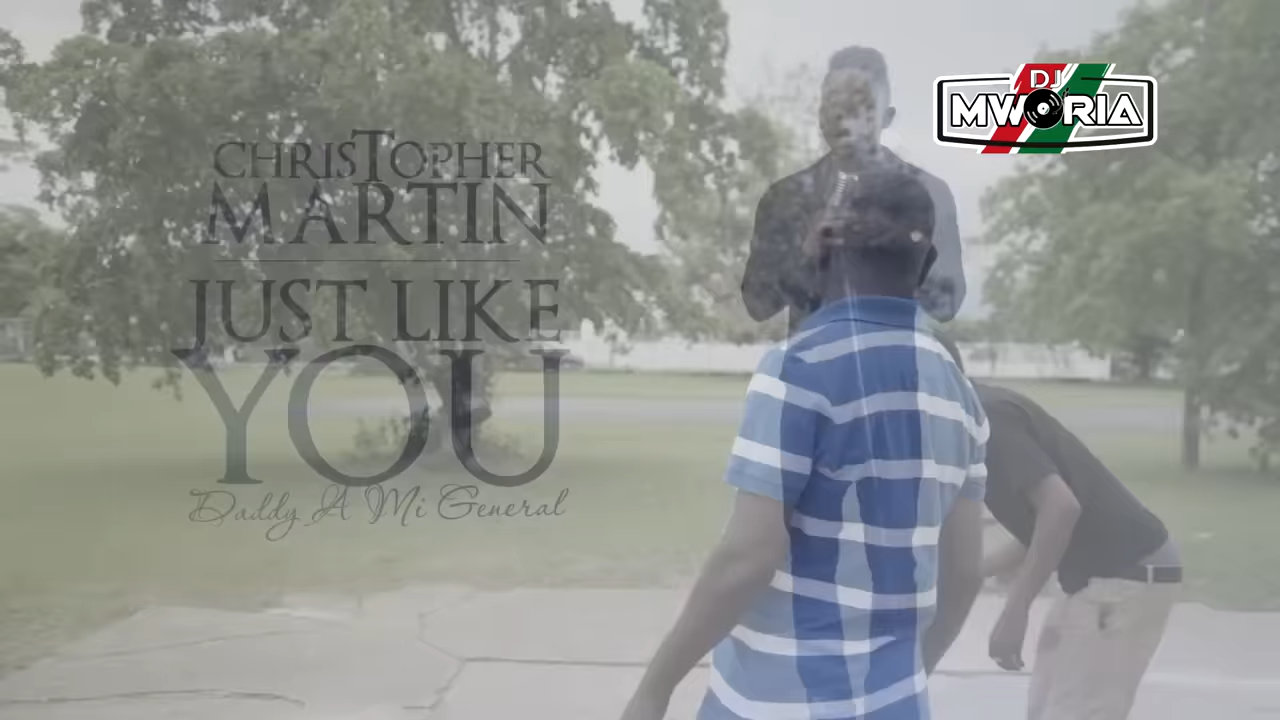 CHRISTOPHER
MARTIN
JUST LIKE
YOU
Daddy A Mi General
DJ
MWORIA